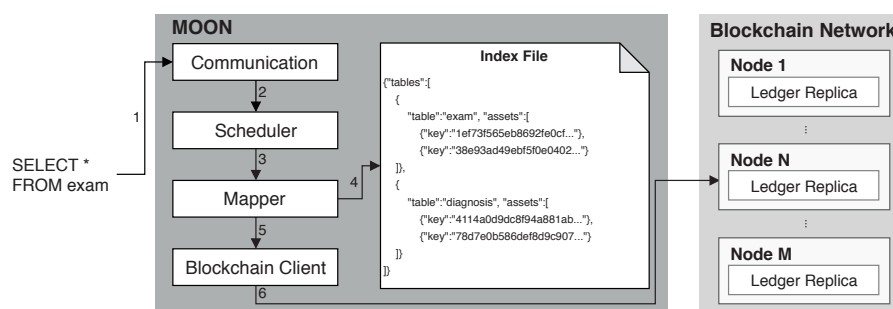 MOON
Communication
Scheduler
Mapper
Blockchain Client
1
2
3
4
5
6
SELECT *
FROM exam
Index File
{"tables":[
{
"table":"exam", "assets":[
{"key":"1ef73f565eb8692fe0cf..."},
{"key":"38e93ad49ebf5f0e0402..."}
]},
{
"table":"diagnosis", "assets":[
{"key":"4114a0d9dc8f94a881ab..."},
{"key":"78d7e0b586def8d9c907..."}
]}
]}
Blockchain Network
Node 1
Ledger Replica
...
Node N
Ledger Replica
...
Node M
Ledger Replica